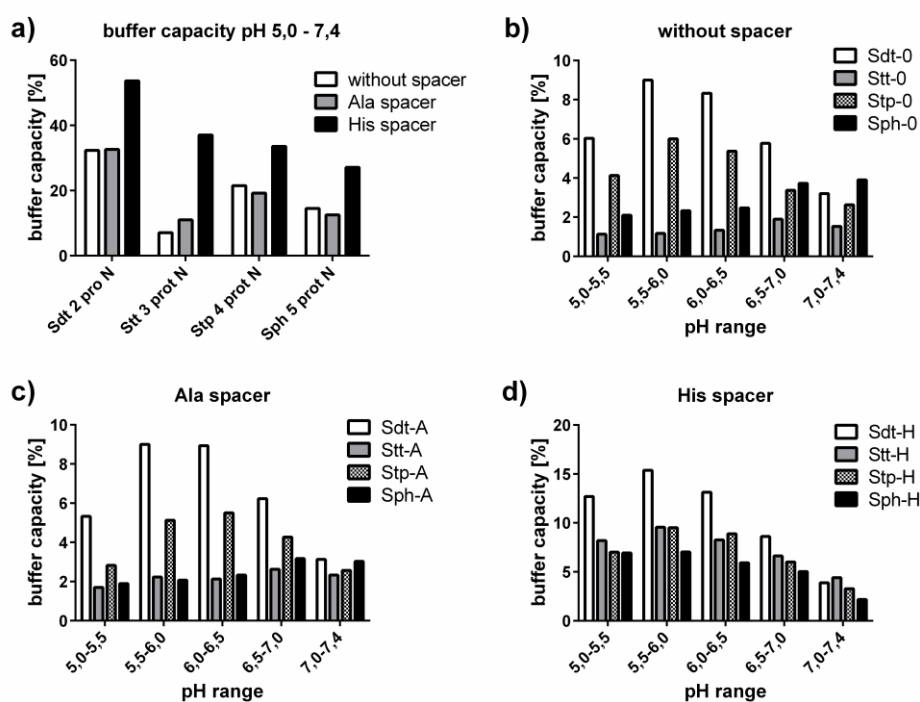 a)
buffer capacity pH 5,0 - 7,4
buffer capacity [%]
60
40
20
0
without spacer
Ala spacer
His spacer
Sdt 2 pro N
Stt 3 prot N
Stp 4 prot N
Sph 5 prot N
b)
without spacer
buffer capacity [%]
10
8
6
4
2
0
Sdt-0
Stt-0
Stp-0
Sph-0
5,0-5,5
5,5-6,0
6,0-6,5
6,5-7,0
7,0-7,4
pH range
c)
Ala spacer
buffer capacity [%]
10
8
6
4
2
0
Sdt-A
Stt-A
Stp-A
Sph-A
5,0-5,5
5,5-6,0
6,0-6,5
6,5-7,0
7,0-7,4
pH range
d)
His spacer
buffer capacity [%]
20
15
10
5
0
Sdt-H
Stt-H
Stp-H
Sph-H
5,0-5,5
5,5-6,0
6,0-6,5
6,5-7,0
7,0-7,4
pH range